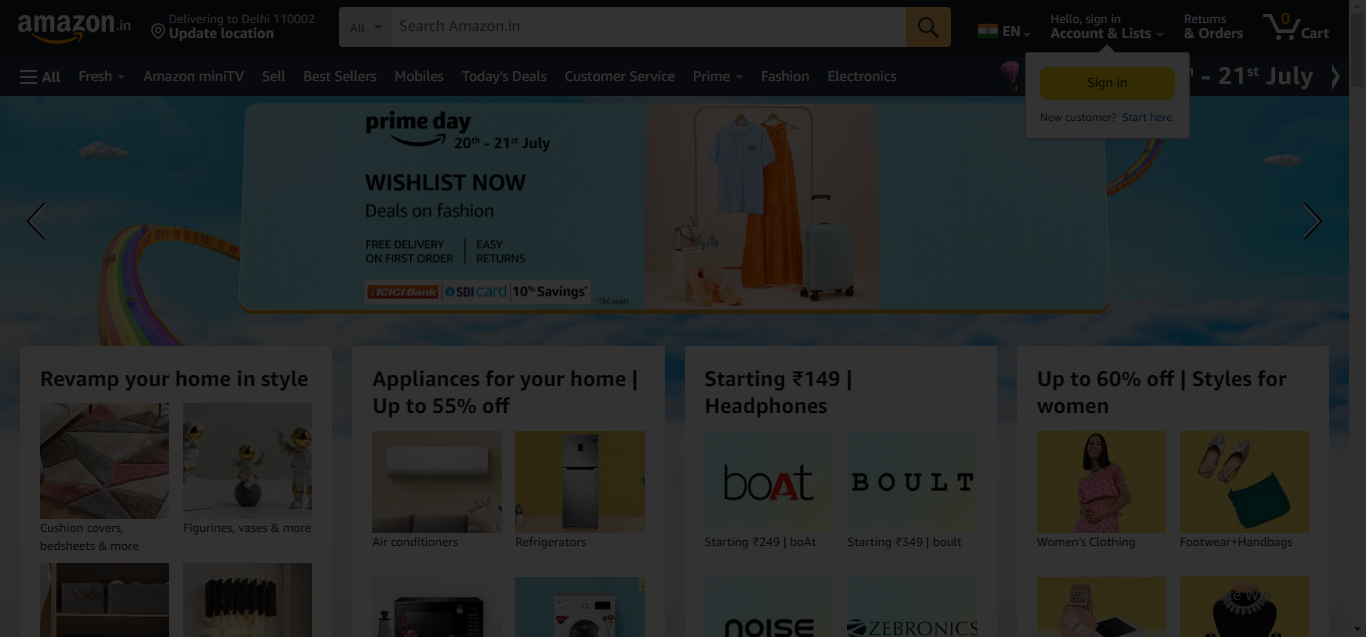 amazon.in
Delivering to Delhi 110002
Update location
All
Search Amazon.in
EN
Hello, sign in
Account & Lists
Returns
& Orders
0
Cart
All
Fresh
Amazon miniTV
Sell
Best Sellers
Mobiles
Today's Deals
Customer Service
Prime
Fashion
Electronics
- 21st July
Sign in
New customer? Start here.
prime day
20th - 21st July
WISHLIST NOW
Deals on fashion
FREE DELIVERY
ON FIRST ORDER
EASY
RETURNS
ICICI Bank
SBI card
10% Savings*
*T&C apply
Revamp your home in style
Appliances for your home |
Up to 55% off
Starting ₹149 |
Headphones
Up to 60% off | Styles for
women
boAt
BOULT
Cushion covers,
bedsheets & more
Figurines, vases & more
Air conditioners
Refrigerators
Starting ₹249 | boAt
Starting ₹349 | boult
Women's Clothing
Footwear+Handbags
noise
ZEBRONICS